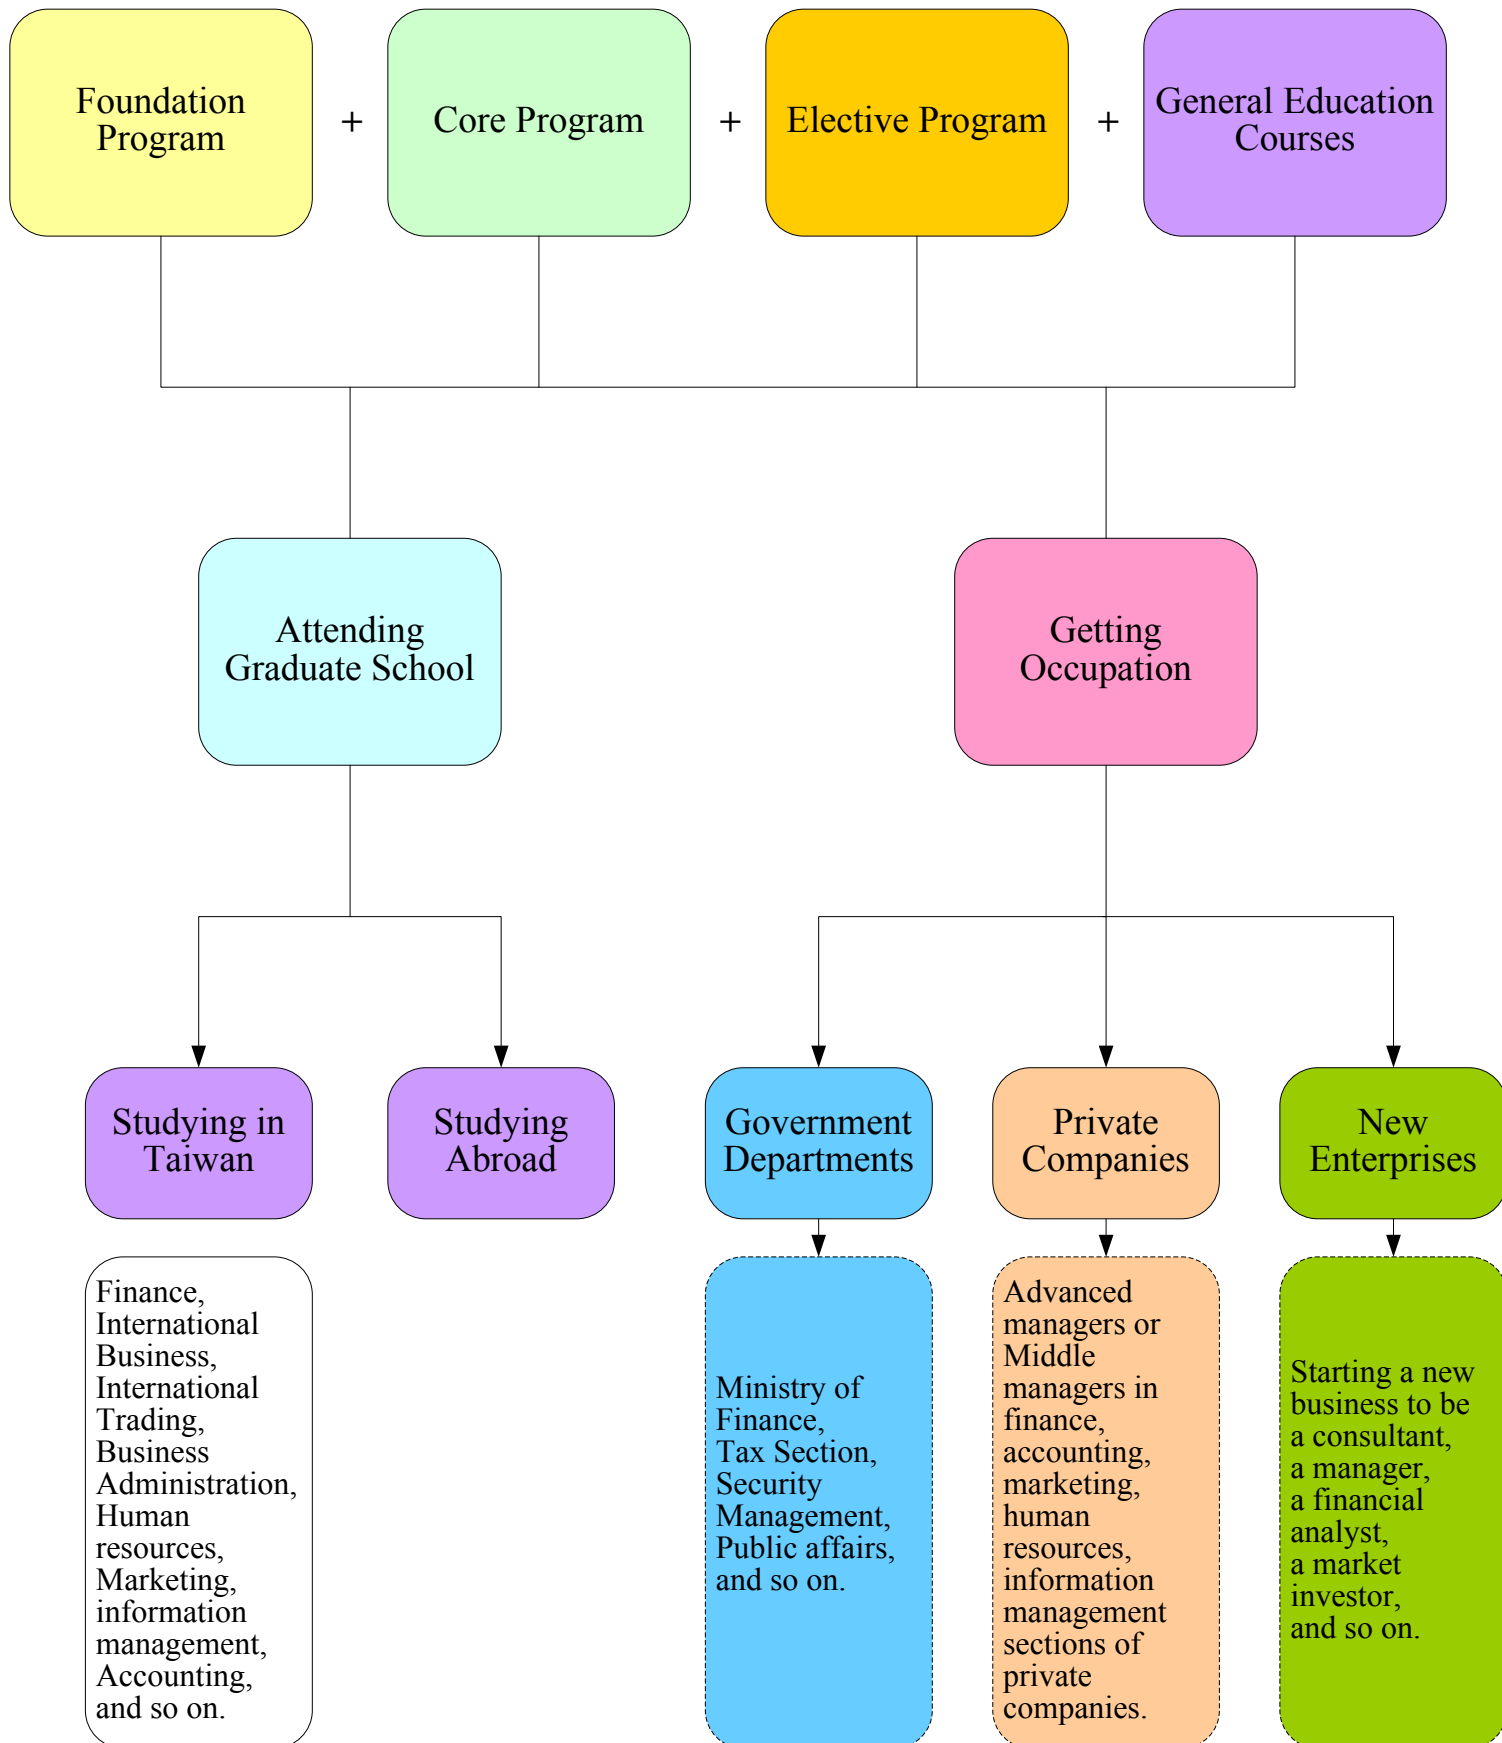 Foundation
Program
+
Core Program
+
Elective Program
+
General Education
Courses
Attending
Graduate School
Getting
Occupation
Studying in
Taiwan
Studying
Abroad
Government
Departments
Private
Companies
New
Enterprises
Finance,
International
Business,
International
Trading,
Business
Administration,
Human
resources,
Marketing,
information
management,
Accounting,
and so on.
Ministry of
Finance,
Tax Section,
Security
Management,
Public affairs,
and so on.
Advanced
managers or
Middle
managers in
finance,
accounting,
marketing,
human
resources,
information
management
sections of
private
companies.
Starting a new
business to be
a consultant,
a manager,
a financial
analyst,
a market
investor,
and so on.